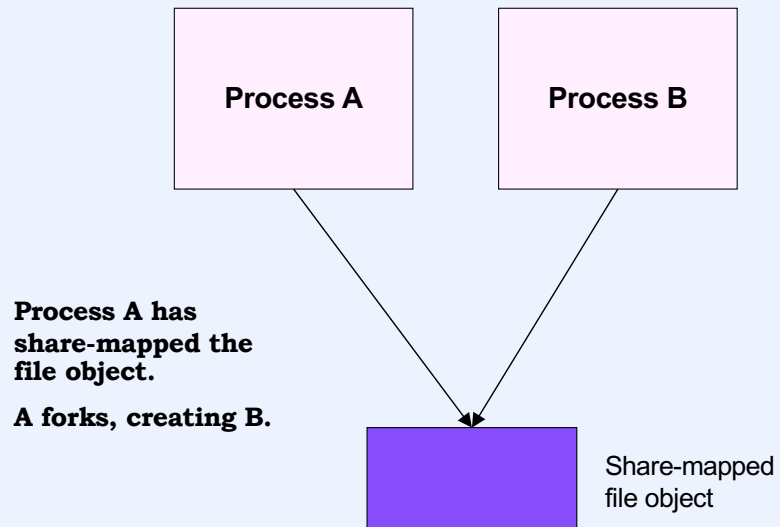 Process A
Process B
Process A has
share-mapped the
file object.
A forks, creating B.
Share-mapped
file object